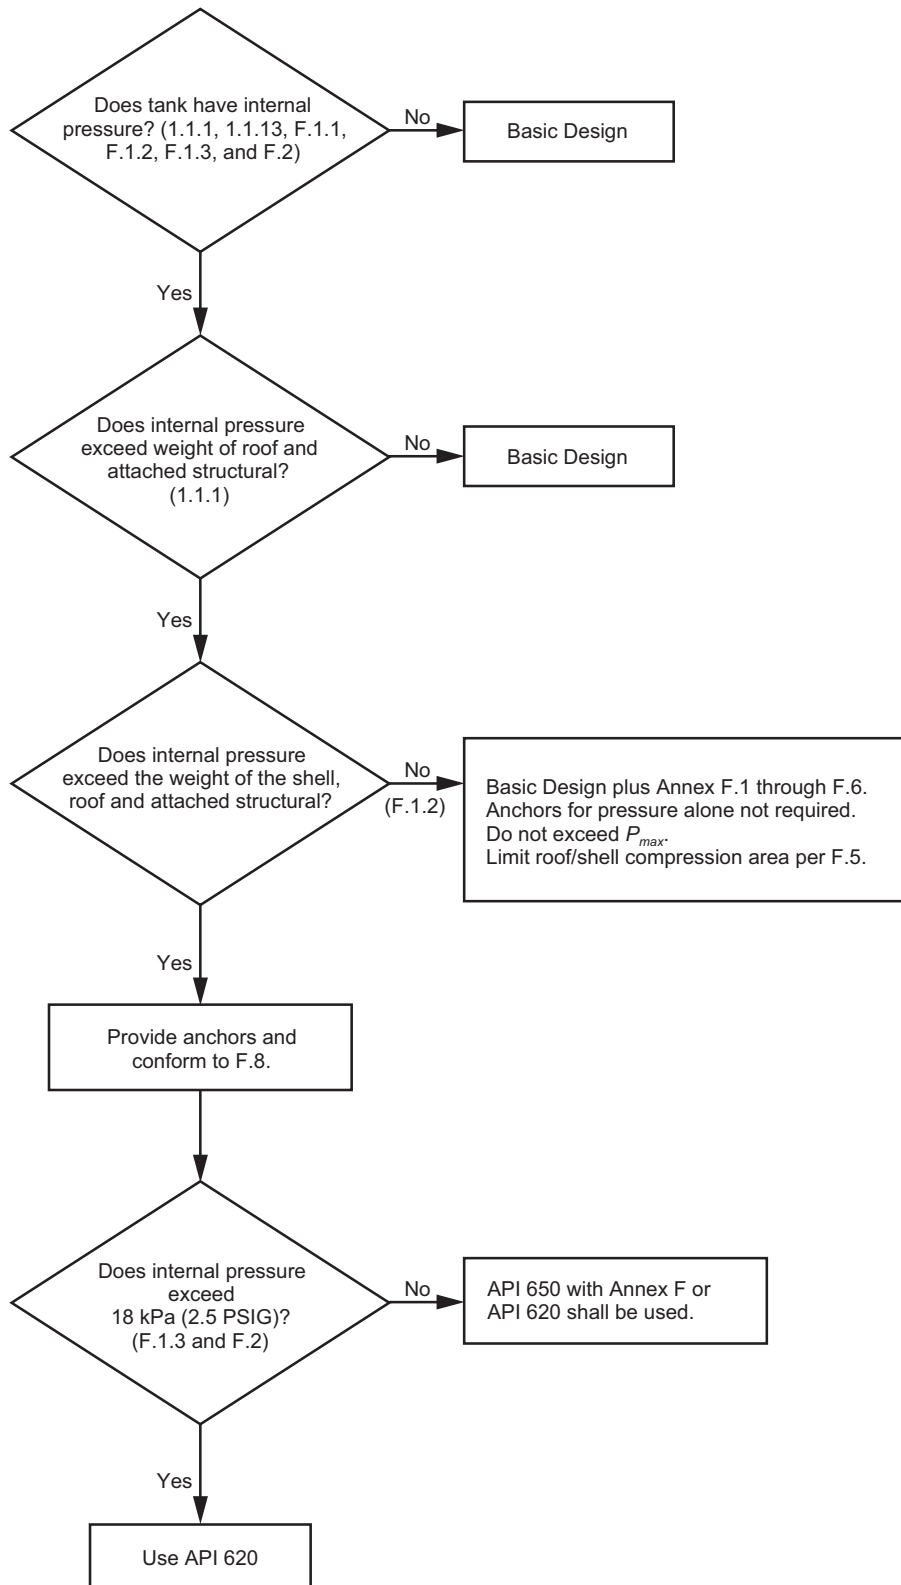 Does tank have internal
pressure? (1.1.1, 1.1.13, F.1.1,
F.1.2, F.1.3, and F.2)
No
Basic Design
Yes
Does internal pressure
exceed weight of roof and
attached structural?
(1.1.1)
No
Basic Design
Yes
Does internal pressure
exceed the weight of the shell,
roof and attached structural?
No
(F.1.2)
Basic Design plus Annex F.1 through F.6.
Anchors for pressure alone not required.
Do not exceed Pmax.
Limit roof/shell compression area per F.5.
Yes
Provide anchors and
conform to F.8.
Does internal pressure
exceed
18 kPa (2.5 PSIG)?
(F.1.3 and F.2)
No
API 650 with Annex F or
API 620 shall be used.
Yes
Use API 620